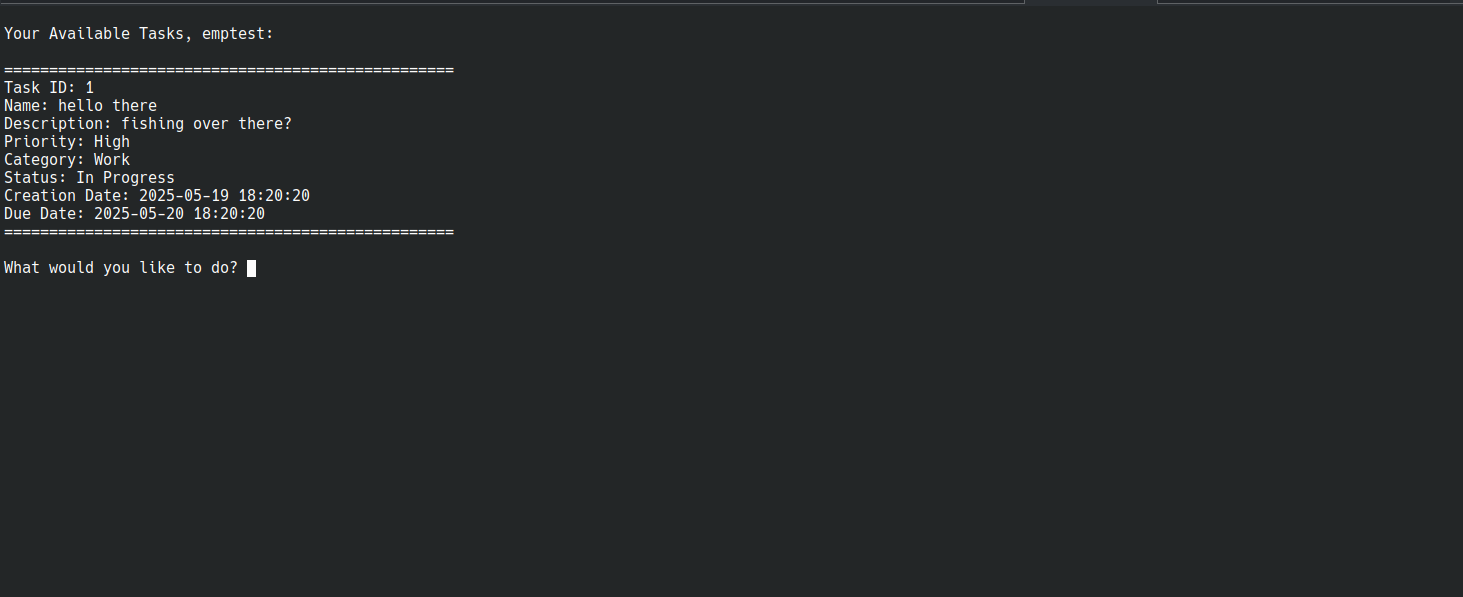 Your Available Tasks, emptest:
==================================================
Task ID: 1
Name: hello there
Description: fishing over there?
Priority: High
Category: Work
Status: In Progress
Creation Date: 2025-05-19 18:20:20
Due Date: 2025-05-20 18:20:20
==================================================
What would you like to do?